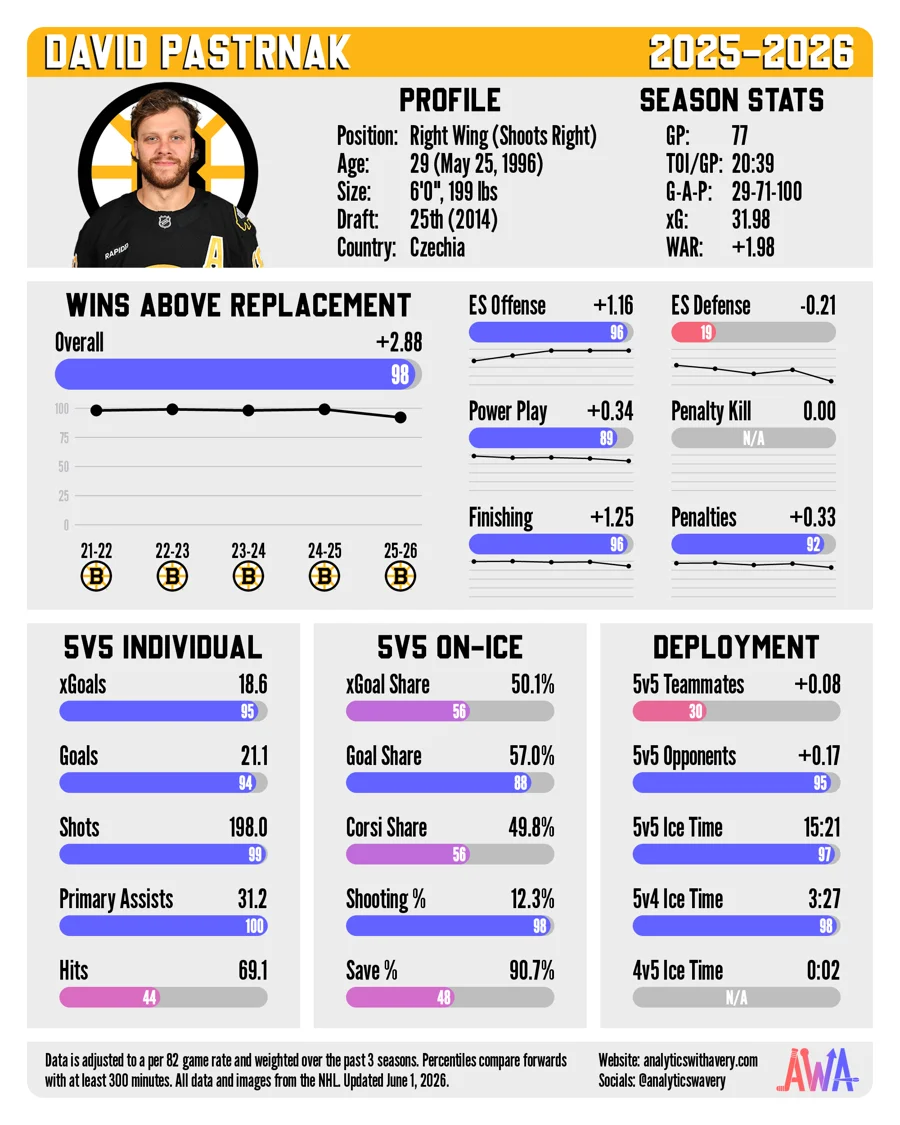 DAVID PASTRNAK 2025-2026
PROFILE
Position: Right Wing (Shoots Right)
Age: 29 (May 25, 1996)
Size: 6'0", 199 lbs
Draft: 25th (2014)
Country: Czechia
SEASON STATS
GP: 77
TOI/GP: 20:39
G-A-P: 29-71-100
xG: 31.98
WAR: +1.98
RAPID7
A
WINS ABOVE REPLACEMENT
Overall +2.88
98
100
75
50
25
0
21-22 22-23 23-24 24-25 25-26
B B B B B
ES Offense +1.16
96
ES Defense -0.21
19
Power Play +0.34
89
Penalty Kill 0.00
N/A
Finishing +1.25
96
Penalties +0.33
92
5V5 INDIVIDUAL
xGoals 18.6
95
Goals 21.1
94
Shots 198.0
99
Primary Assists 31.2
100
Hits 69.1
44
5V5 ON-ICE
xGoal Share 50.1%
56
Goal Share 57.0%
88
Corsi Share 49.8%
56
Shooting % 12.3%
98
Save % 90.7%
48
DEPLOYMENT
5v5 Teammates +0.08
30
5v5 Opponents +0.17
95
5v5 Ice Time 15:21
97
5v4 Ice Time 3:27
98
4v5 Ice Time 0:02
N/A
Data is adjusted to a per 82 game rate and weighted over the past 3 seasons. Percentiles compare forwards
with at least 300 minutes. All data and images from the NHL. Updated June 1, 2026.
Website: analyticswithavery.com
Socials: @analyticswavery
AWA